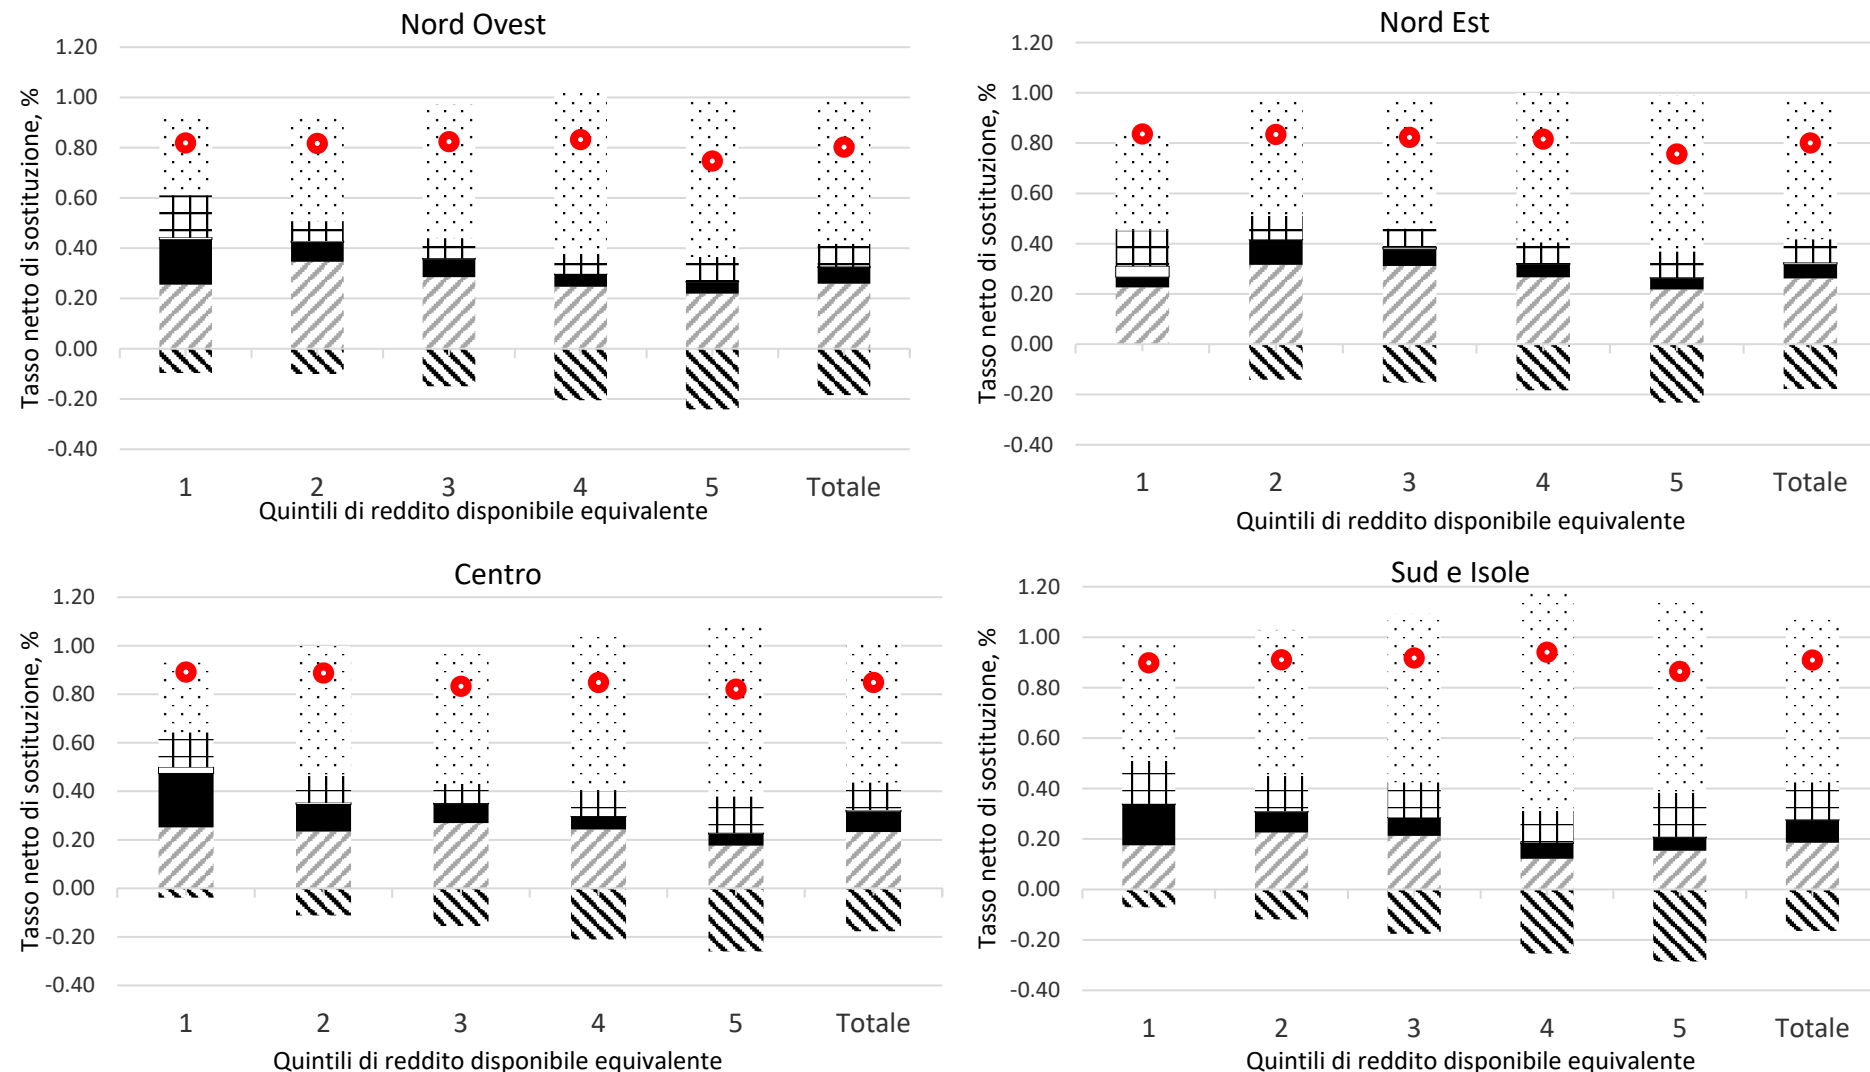 Nord Ovest
Tasso netto di sostituzione, %
1.20
1.00
0.80
0.60
0.40
0.20
0.00
-0.20
-0.40
1 2 3 4 5 Totale
Quintili di reddito disponibile equivalente
Nord Est
Tasso netto di sostituzione, %
1.20
1.00
0.80
0.60
0.40
0.20
0.00
-0.20
-0.40
1 2 3 4 5 Totale
Quintili di reddito disponibile equivalente
Centro
Tasso netto di sostituzione, %
1.20
1.00
0.80
0.60
0.40
0.20
0.00
-0.20
-0.40
1 2 3 4 5 Totale
Quintili di reddito disponibile equivalente
Sud e Isole
Tasso netto di sostituzione, %
1.20
1.00
0.80
0.60
0.40
0.20
0.00
-0.20
-0.40
1 2 3 4 5 Totale
Quintili di reddito disponibile equivalente